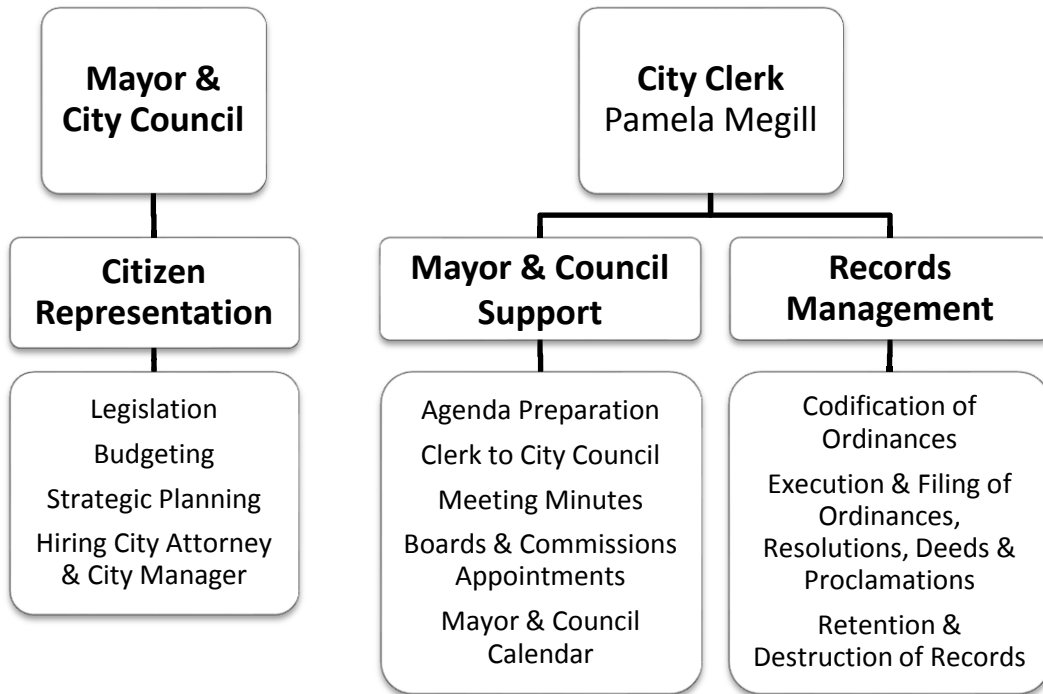 Mayor &
City Council
Citizen
Representation
Legislation
Budgeting
Strategic Planning
Hiring City Attorney
& City Manager
City Clerk
Pamela Megill
Mayor & Council
Support
Agenda Preparation
Clerk to City Council
Meeting Minutes
Boards & Commissions
Appointments
Mayor & Council
Calendar
Records
Management
Codification of
Ordinances
Execution & Filing of
Ordinances,
Resolutions, Deeds &
Proclamations
Retention &
Destruction of Records